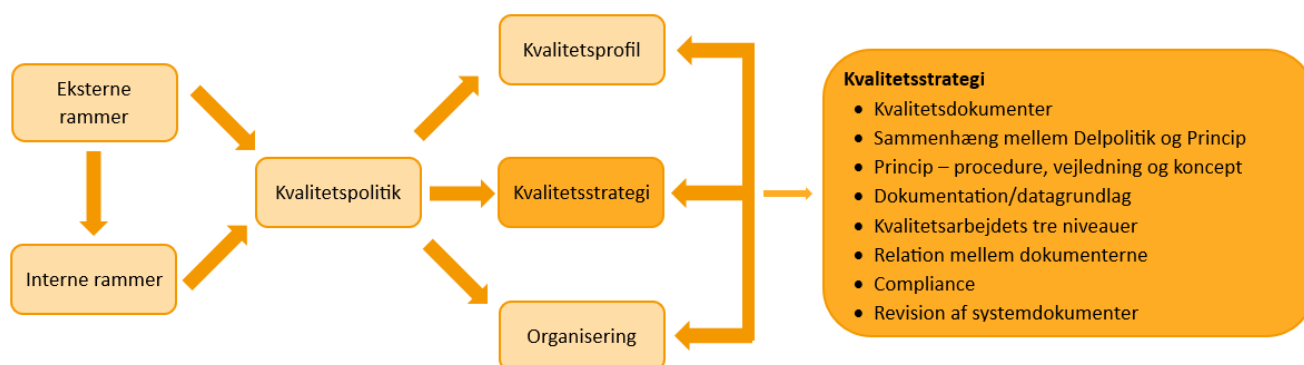 Eksterne
rammer
Interne rammer
Kvalitetspolitik
Kvalitetsprofil
Kvalitetsstrategi
Organisering
Kvalitetsstrategi
• Kvalitetsdokumenter
• Sammenhæng mellem Delpolitik og Princip
• Princip – procedure, vejledning og koncept
• Dokumentation/datagrundlag
• Kvalitetsarbejdets tre niveauer
• Relation mellem dokumenterne
• Compliance
• Revision af systemdokumenter